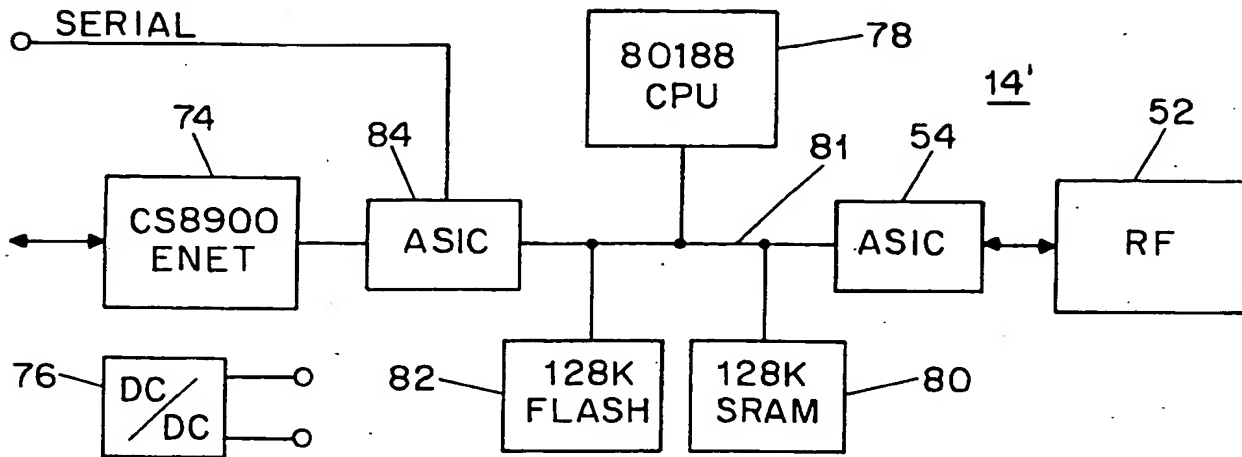 SERIAL
80188
CPU
78
14'
74
84
81
54
52
CS8900
ENET
ASIC
ASIC
RF
76
DC/DC
82
128K
FLASH
128K
SRAM
80